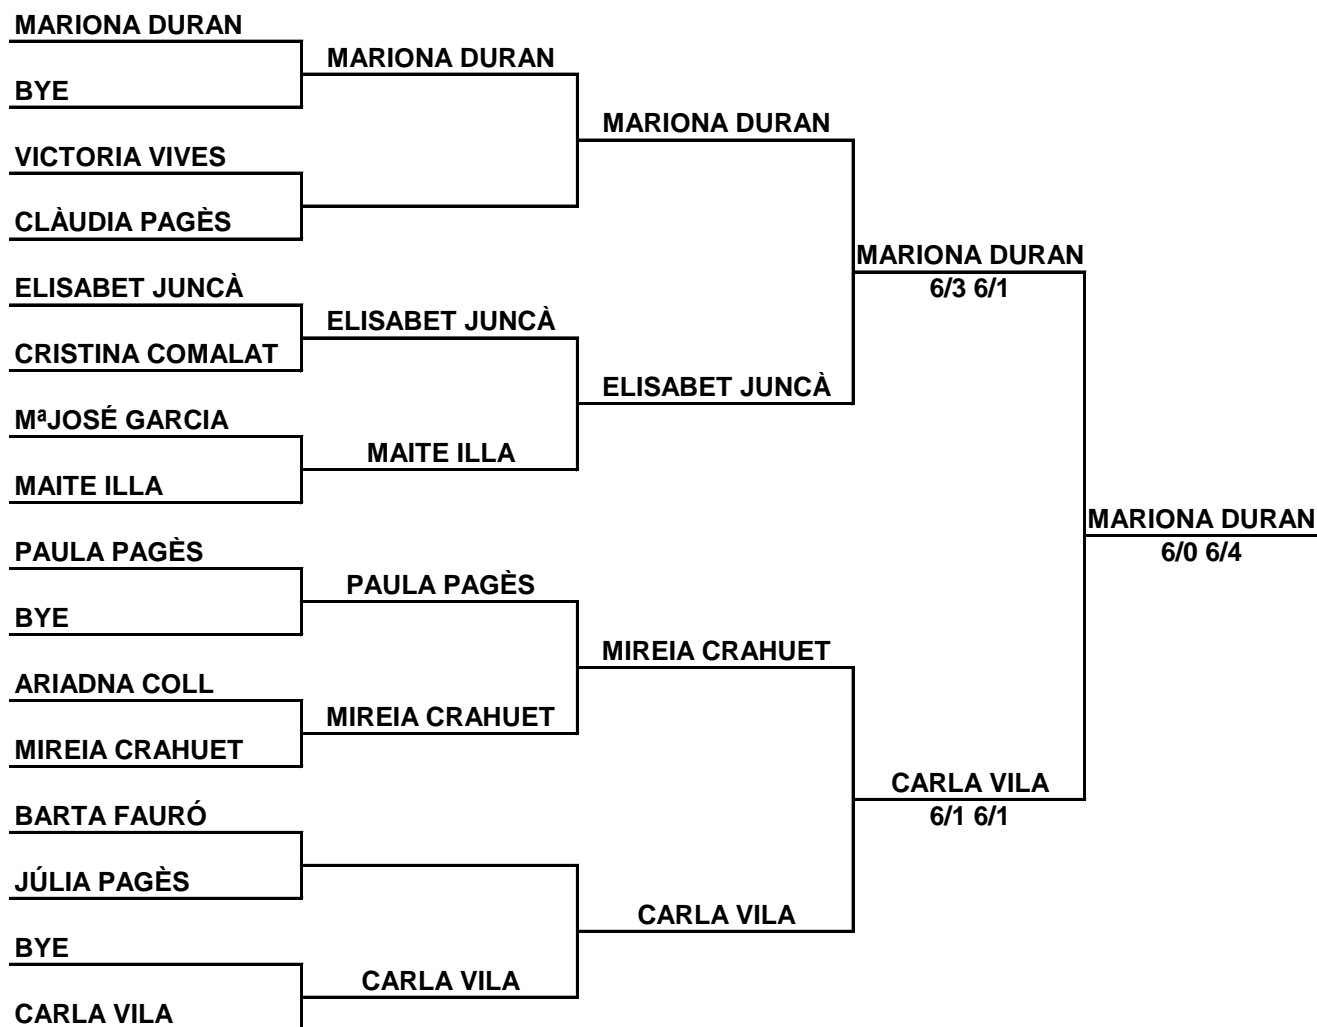 MARIONA DURAN
MARIONA DURAN
BYE
MARIONA DURAN
VICTORIA VIVES
CLÀUDIA PAGÈS
MARIONA DURAN
6/3 6/1
ELISABET JUNCÀ
ELISABET JUNCÀ
CRISTINA COMALAT
ELISABET JUNCÀ
MªJOSÉ GARCIA
MAITE ILLA
MAITE ILLA
MARIONA DURAN
6/0 6/4
PAULA PAGÈS
PAULA PAGÈS
BYE
MIREIA CRAHUET
ARIADNA COLL
MIREIA CRAHUET
MIREIA CRAHUET
CARLA VILA
6/1 6/1
BARTA FAURÓ
JÚLIA PAGÈS
CARLA VILA
BYE
CARLA VILA
CARLA VILA